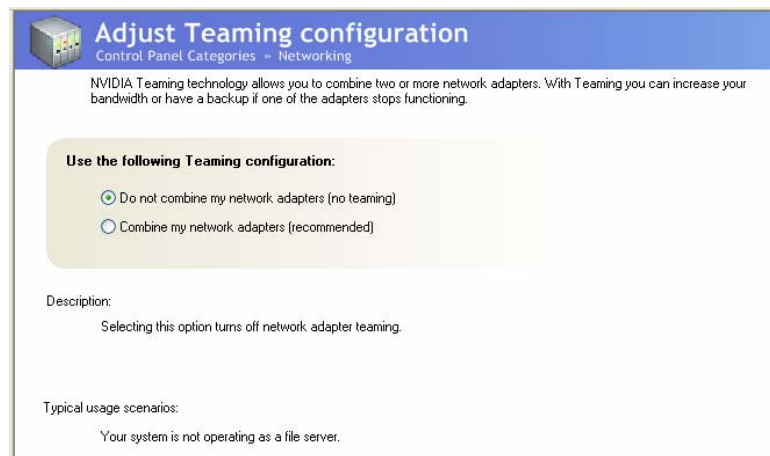 Adjust Teaming configuration
Control Panel Categories » Networking
NVIDIA Teaming technology allows you to combine two or more network adapters. With Teaming you can increase your
bandwidth or have a backup if one of the adapters stops functioning.
Use the following Teaming configuration:
Do not combine my network adapters (no teaming)
Combine my network adapters (recommended)
Description:
Selecting this option turns off network adapter teaming.
Typical usage scenarios:
Your system is not operating as a file server.